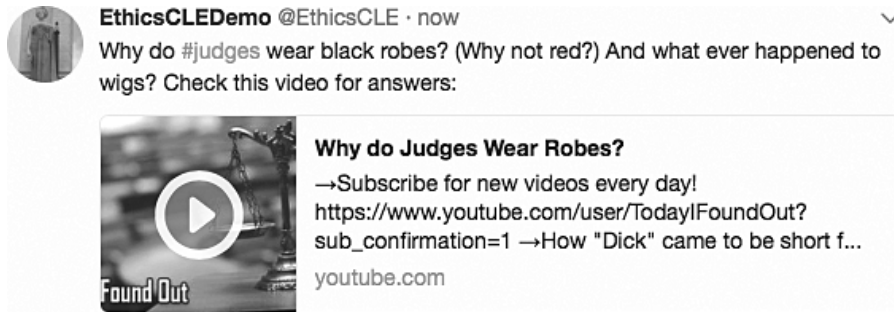 EthicsCLEDemo @EthicsCLE · now
Why do #judges wear black robes? (Why not red?) And what ever happened to
wigs? Check this video for answers:
Why do Judges Wear Robes?
→Subscribe for new videos every day!
https://www.youtube.com/user/TodayIFoundOut?
sub_confirmation=1 →How "Dick" came to be short f...
youtube.com
Found Out